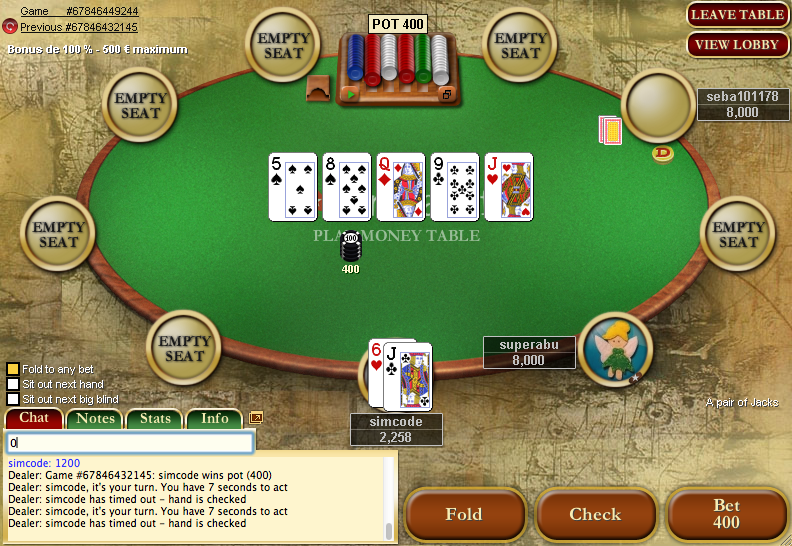 Game #67846449244
Previous #67846432145
Bonus de 100 % - 500 € maximum
POT 400
LEAVE TABLE
VIEW LOBBY
EMPTY
SEAT
EMPTY
SEAT
EMPTY
SEAT
seba101178
8,000
D
5
8
Q
9
J
EMPTY
SEAT
EMPTY
SEAT
PLAY MONEY TABLE
100
400
EMPTY
SEAT
superabu
8,000
6
J
simcode
2,258
A pair of Jacks
Fold to any bet
Sit out next hand
Sit out next big blind
Chat
Notes
Stats
Info
0
simcode: 1200
Dealer: Game #67846432145: simcode wins pot (400)
Dealer: simcode, it's your turn. You have 7 seconds to act
Dealer: simcode has timed out - hand is checked
Dealer: simcode, it's your turn. You have 7 seconds to act
Dealer: simcode has timed out - hand is checked
Fold
Check
Bet
400